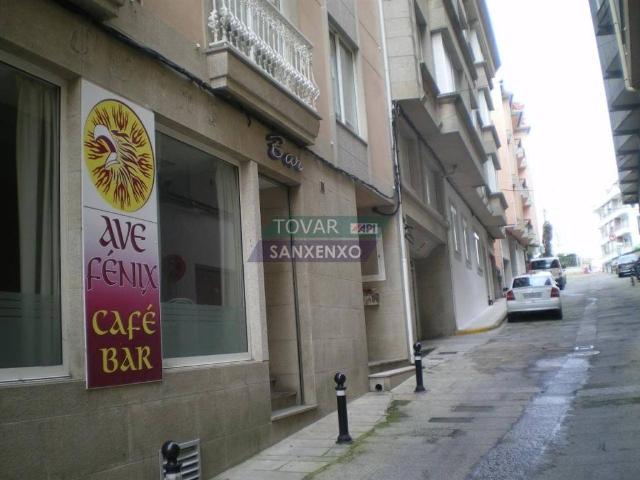 AVE
FÉNIX
CAFÉ
BAR
Bar
TOVAR API
SANXENXO